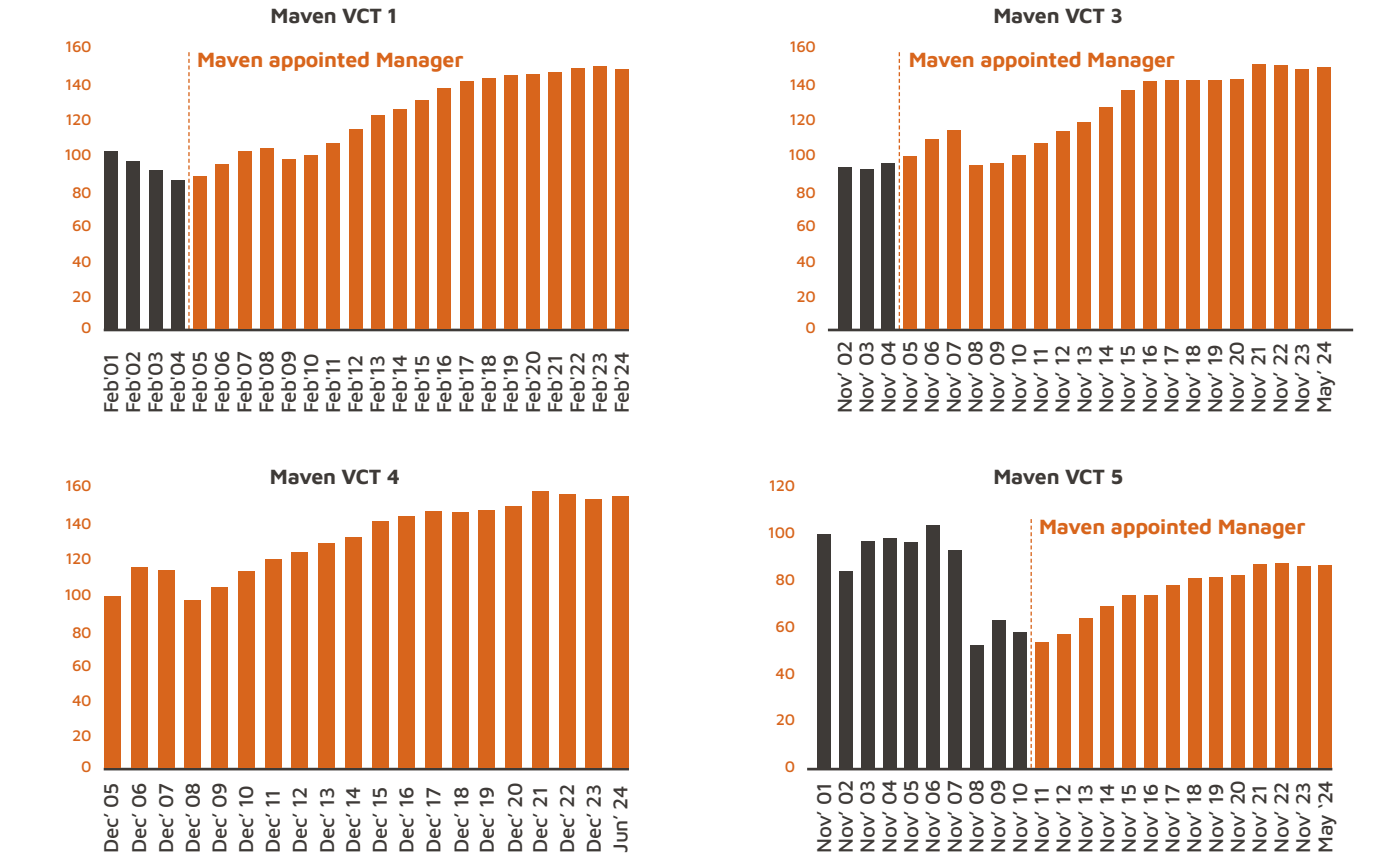 Maven VCT 1
160
140
120
100
80
60
40
20
0
Maven appointed Manager
Feb'01
Feb'02
Feb'03
Feb'04
Feb'05
Feb'06
Feb'07
Feb'08
Feb'09
Feb'10
Feb'11
Feb'12
Feb'13
Feb'14
Feb'15
Feb'16
Feb'17
Feb'18
Feb'19
Feb'20
Feb'21
Feb'22
Feb'23
Feb'24
Maven VCT 3
160
140
120
100
80
60
40
20
0
Maven appointed Manager
Nov’ 02
Nov’ 03
Nov’ 04
Nov’ 05
Nov’ 06
Nov’ 07
Nov’ 08
Nov’ 09
Nov’ 10
Nov’ 11
Nov’ 12
Nov’ 13
Nov’ 14
Nov’ 15
Nov’ 16
Nov’ 17
Nov’ 18
Nov’ 19
Nov’ 20
Nov’ 21
Nov’ 22
Nov’ 23
May’ 24
Maven VCT 4
160
140
120
100
80
60
40
20
0
Dec’ 05
Dec’ 06
Dec’ 07
Dec’ 08
Dec’ 09
Dec’ 10
Dec’ 11
Dec’ 12
Dec’ 13
Dec’ 14
Dec’ 15
Dec’ 16
Dec’ 17
Dec’ 18
Dec’ 19
Dec’ 20
Dec’ 21
Dec’ 22
Dec’ 23
Jun’ 24
Maven VCT 5
120
100
80
60
40
20
0
Maven appointed Manager
Nov’ 01
Nov’ 02
Nov’ 03
Nov’ 04
Nov’ 05
Nov’ 06
Nov’ 07
Nov’ 08
Nov’ 09
Nov’ 10
Nov’ 11
Nov’ 12
Nov’ 13
Nov’ 14
Nov’ 15
Nov’ 16
Nov’ 17
Nov’ 18
Nov’ 19
Nov’ 20
Nov’ 21
Nov’ 22
Nov’ 23
May ‘24